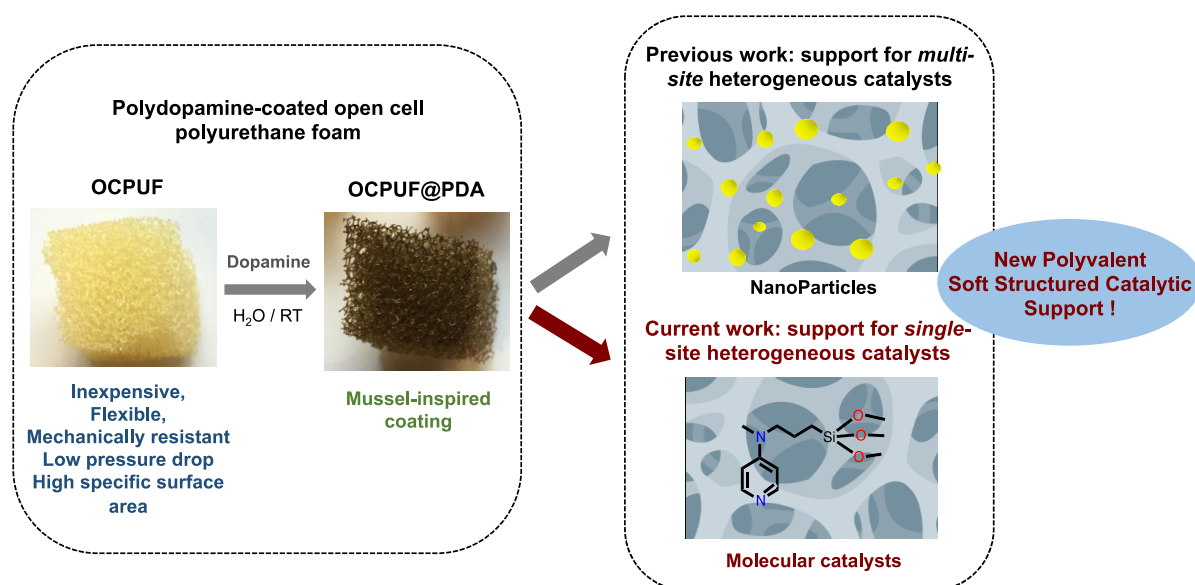 Polydopamine-coated open cell
polyurethane foam
OCPUF
OCPUF@PDA
Dopamine
H₂O / RT
Inexpensive,
Flexible,
Mechanically resistant
Low pressure drop
High specific surface
area
Mussel-inspired
coating
Previous work: support for multi-
site heterogeneous catalysts
NanoParticles
Current work: support for single-
site heterogeneous catalysts
N
Si
O
O
O
N
Molecular catalysts
New Polyvalent
Soft Structured Catalytic
Support !